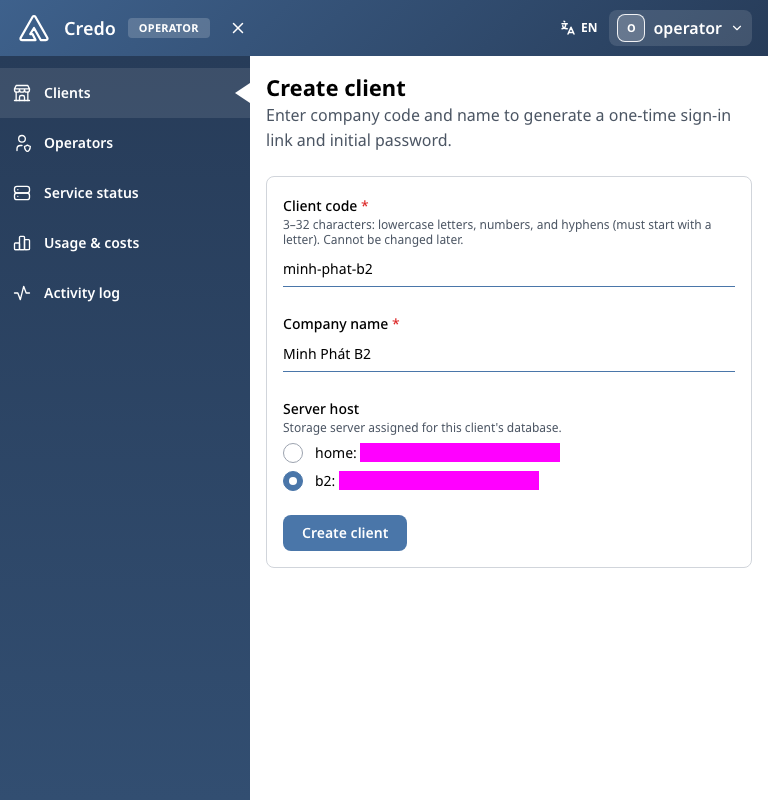 Credo
OPERATOR
EN
O
operator
Clients
Operators
Service status
Usage & costs
Activity log
Create client
Enter company code and name to generate a one-time sign-in
link and initial password.
Client code *
3–32 characters: lowercase letters, numbers, and hyphens (must start with a
letter). Cannot be changed later.
minh-phat-b2
Company name *
Minh Phát B2
Server host
Storage server assigned for this client's database.
home:
b2:
Create client